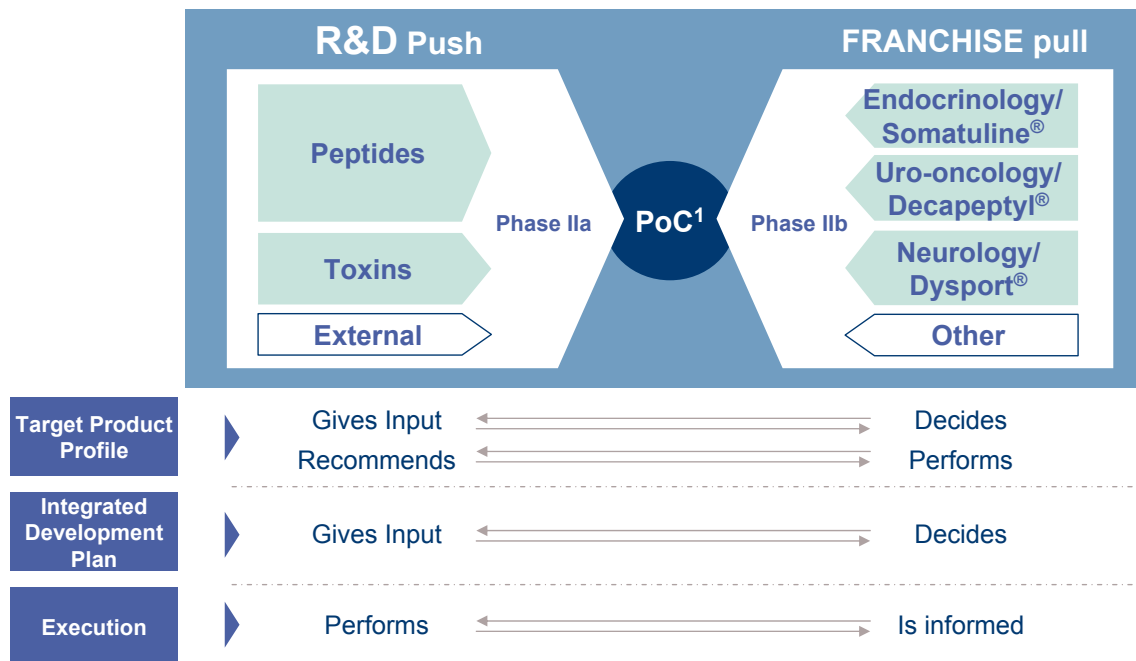 R&D Push
FRANCHISE pull
Peptides
Toxins
External
Phase IIa
PoC¹
Phase IIb
Endocrinology/
Somatuline®
Uro-oncology/
Decapeptyl®
Neurology/
Dysport®
Other
Target Product
Profile
Gives Input
Decides
Recommends
Performs
Integrated
Development
Plan
Gives Input
Decides
Execution
Performs
Is informed